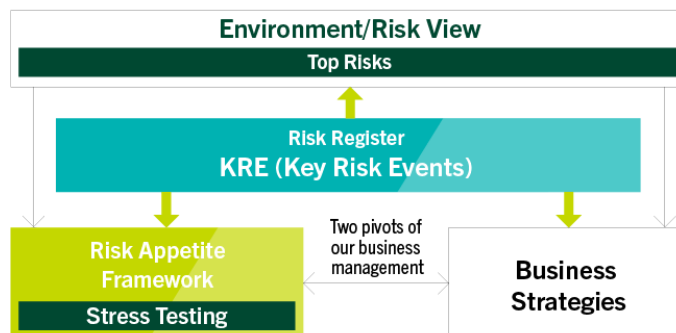 Environment/Risk View
Top Risks
Risk Register
KRE (Key Risk Events)
Risk Appetite
Framework
Stress Testing
Two pivots of
our business
management
Business
Strategies